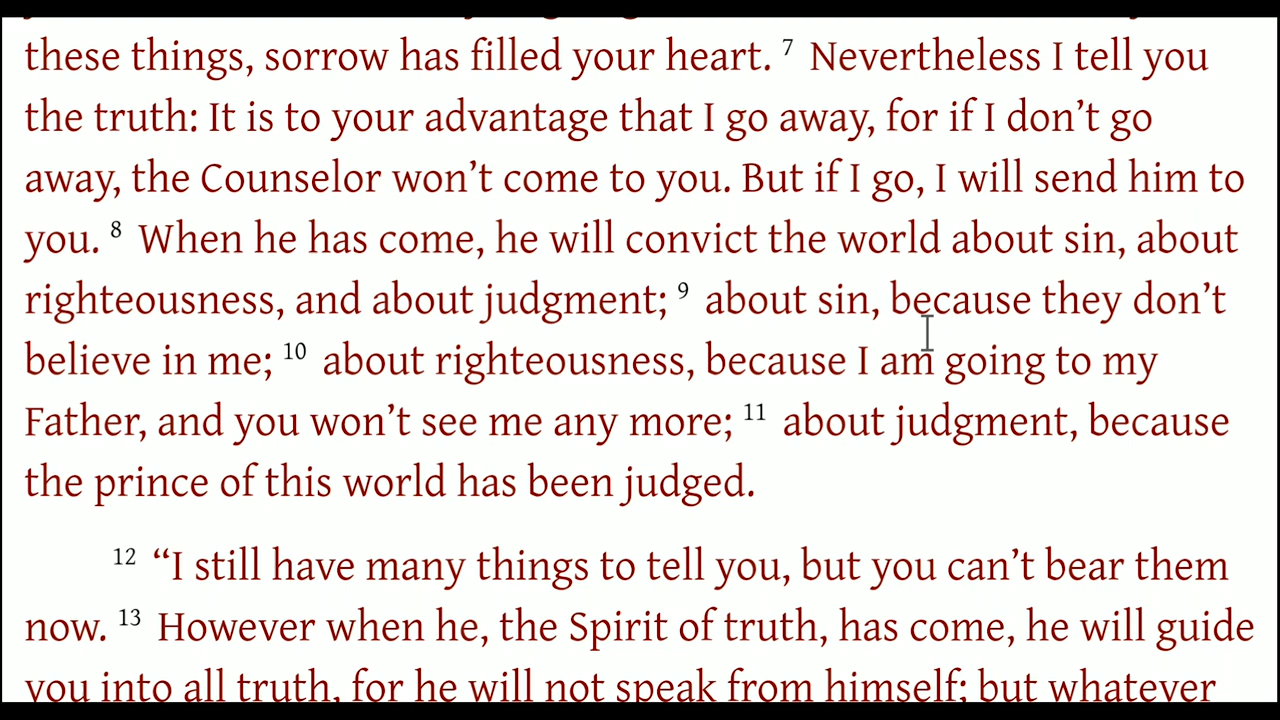 these things, sorrow has filled your heart. 7 Nevertheless I tell you
the truth: It is to your advantage that I go away, for if I don’t go
away, the Counselor won’t come to you. But if I go, I will send him to
you. 8 When he has come, he will convict the world about sin, about
righteousness, and about judgment; 9 about sin, because they don’t
believe in me; 10 about righteousness, because I am going to my
Father, and you won’t see me any more; 11 about judgment, because
the prince of this world has been judged.
12 “I still have many things to tell you, but you can’t bear them
now. 13 However when he, the Spirit of truth, has come, he will guide
you into all truth, for he will not speak from himself; but whatever